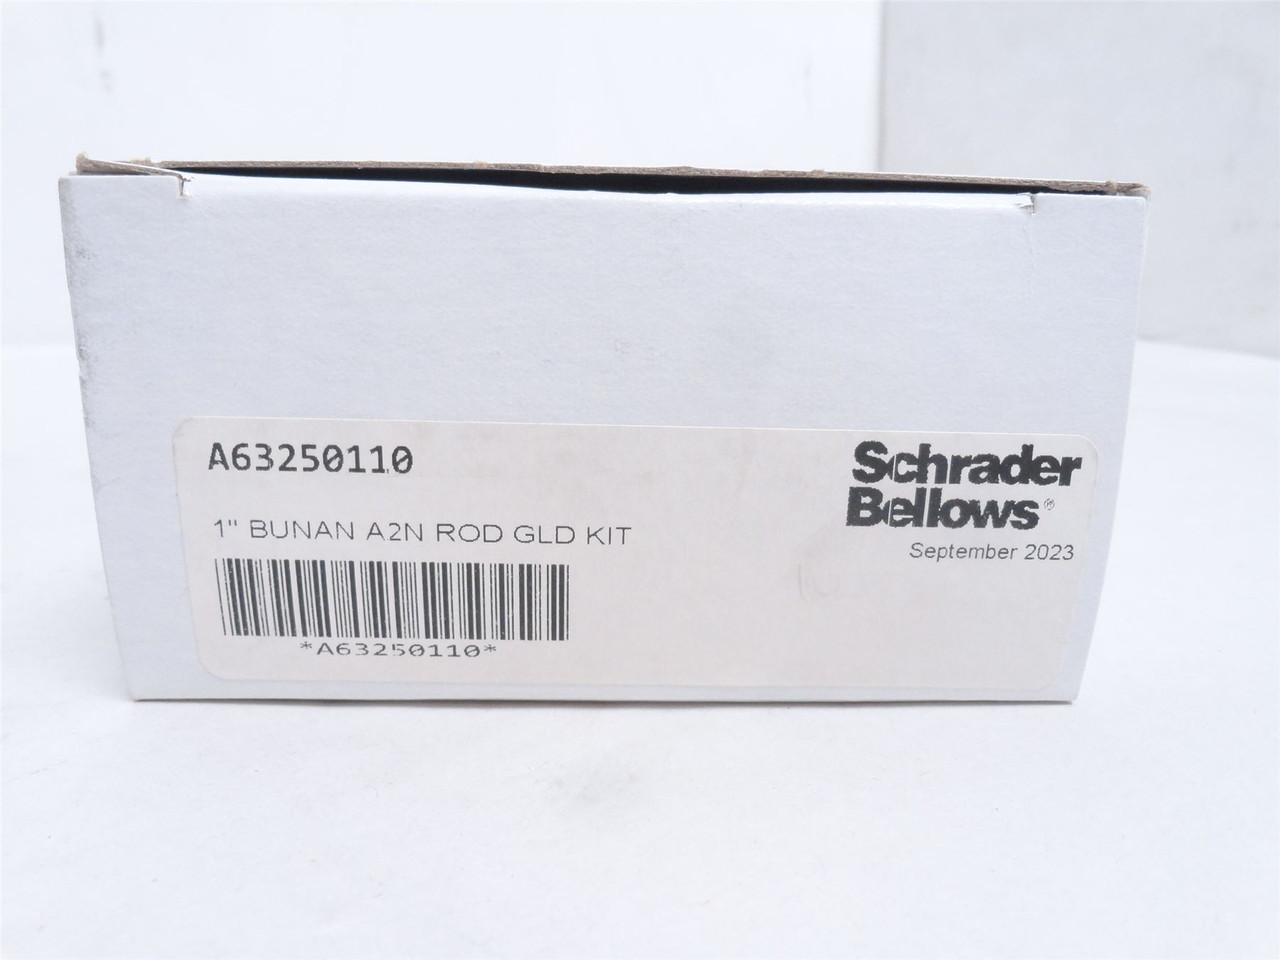 A63250110
Schrader
Bellows®
1" BUNAN A2N ROD GLD KIT
September 2023
*A63250110*